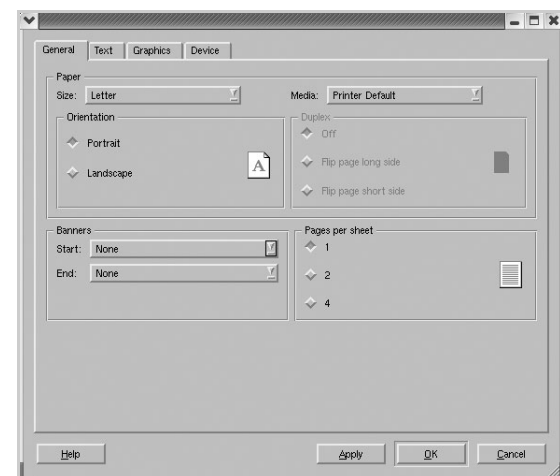 General Text Graphics Device
Paper
Size: Letter Media: Printer Default
Orientation
Portrait
Landscape
A
Duplex
Off
Flip page long side
Flip page short side
Banners
Start: None
End: None
Pages per sheet
1
2
4
Help Apply OK Cancel